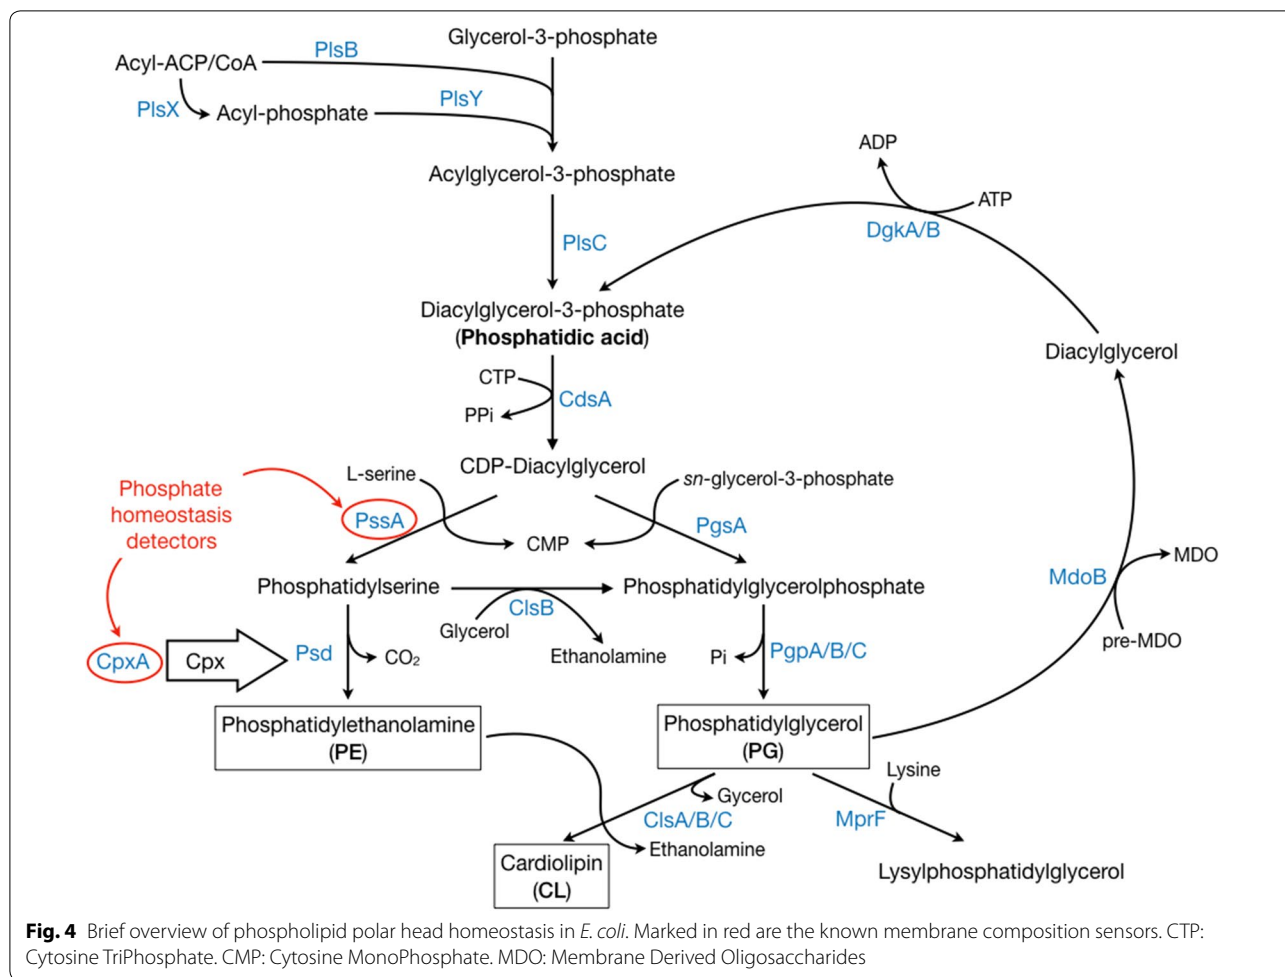 Glycerol-3-phosphate
PlsB
Acyl-ACP/CoA
PlsX
Acyl-phosphate
PlsY
ADP
ATP
DgkA/B
Acylglycerol-3-phosphate
PlsC
Diacylglycerol-3-phosphate
(Phosphatidic acid)
Diacylglycerol
CTP
CdsA
PPi
CDP-Diacylglycerol
L-serine
sn-glycerol-3-phosphate
Phosphate
homeostasis
detectors
PssA
PgsA
CMP
MDO
MdoB
pre-MDO
Phosphatidylserine
Phosphatidylglycerolphosphate
ClsB
Glycerol
Ethanolamine
CpxA
Cpx
Psd
CO₂
Pi
PgpA/B/C
Phosphatidylethanolamine
(PE)
Phosphatidylglycerol
(PG)
Lysine
Gycerol
ClsA/B/C
MprF
Ethanolamine
Cardiolipin
(CL)
Lysylphosphatidylglycerol
Fig. 4 Brief overview of phospholipid polar head homeostasis in E. coli. Marked in red are the known membrane composition sensors. CTP:
Cytosine TriPhosphate. CMP: Cytosine MonoPhosphate. MDO: Membrane Derived Oligosaccharides